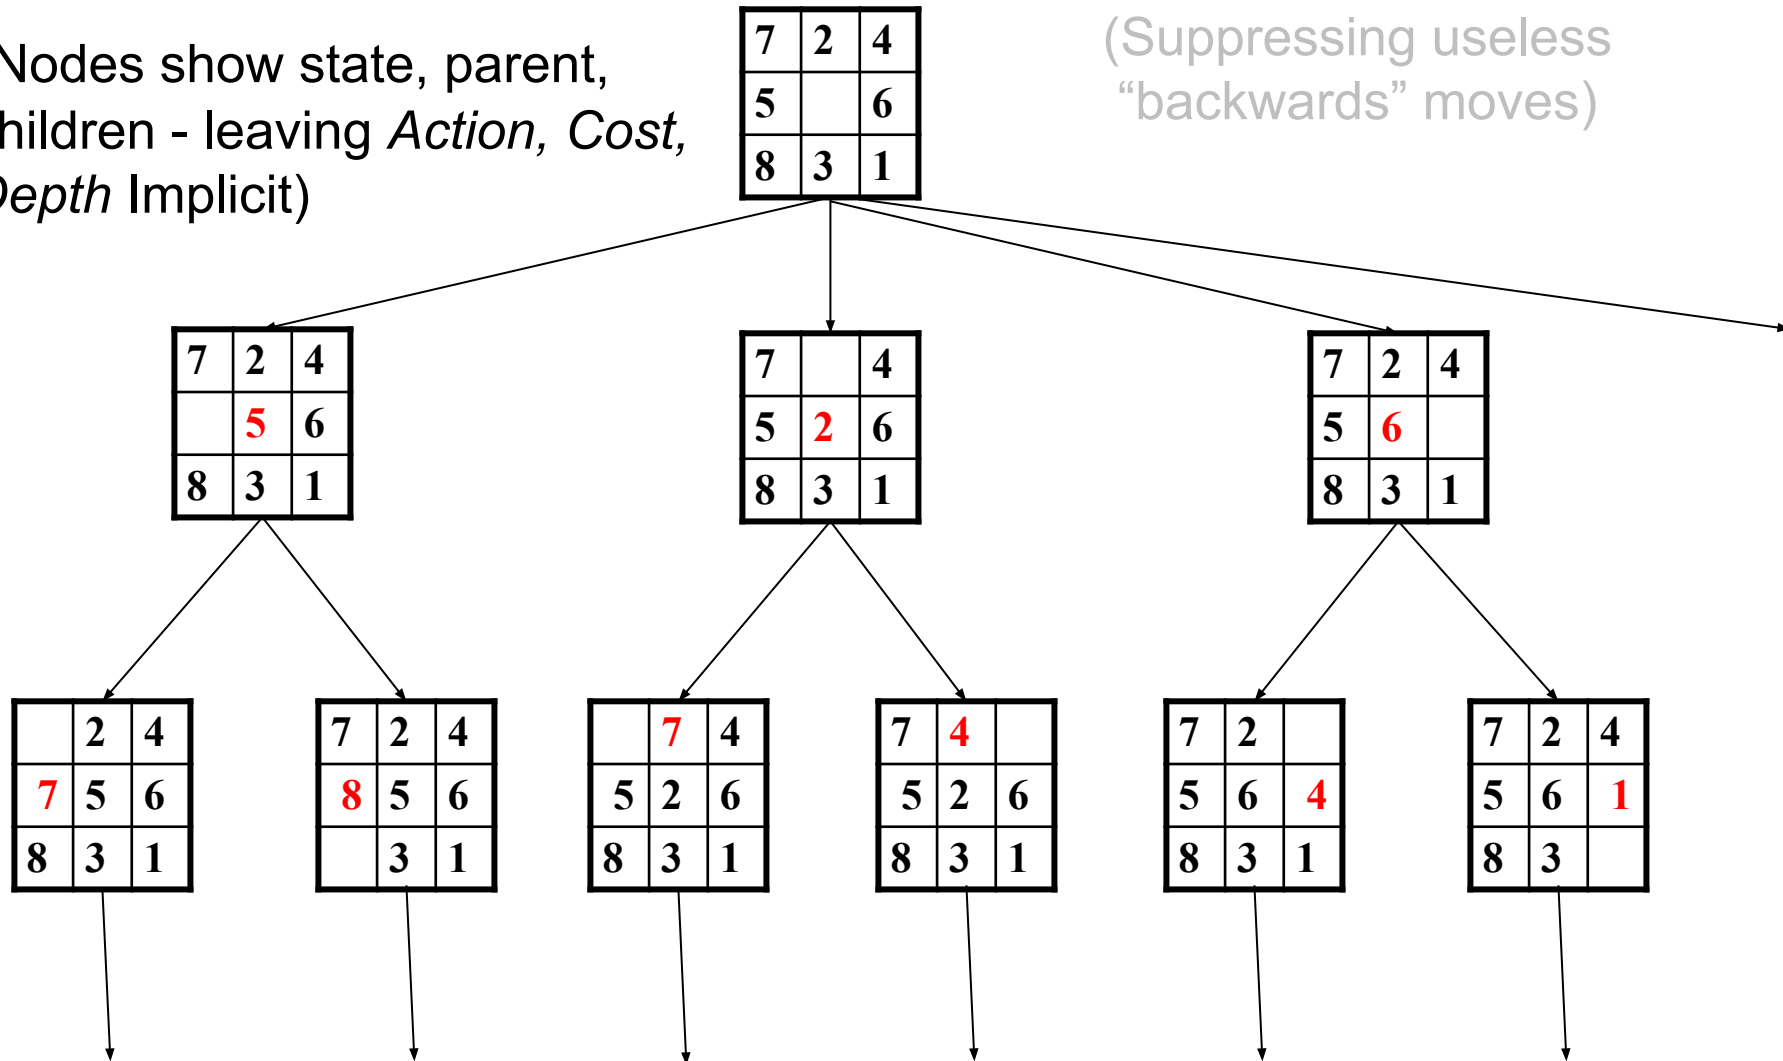 Nodes show state, parent,
hildren - leaving Action, Cost,
Depth Implicit)
(Suppressing useless
“backwards” moves)
7 2 4
5 6
8 3 1
7 2 4
5 6
8 3 1
7 4
5 2 6
8 3 1
7 2 4
5 6
8 3 1
2 4
7 5 6
8 3 1
7 2 4
8 5 6
3 1
7 4
5 2 6
8 3 1
7 4
5 2 6
8 3 1
7 2
5 6 4
8 3 1
7 2 4
5 6 1
8 3